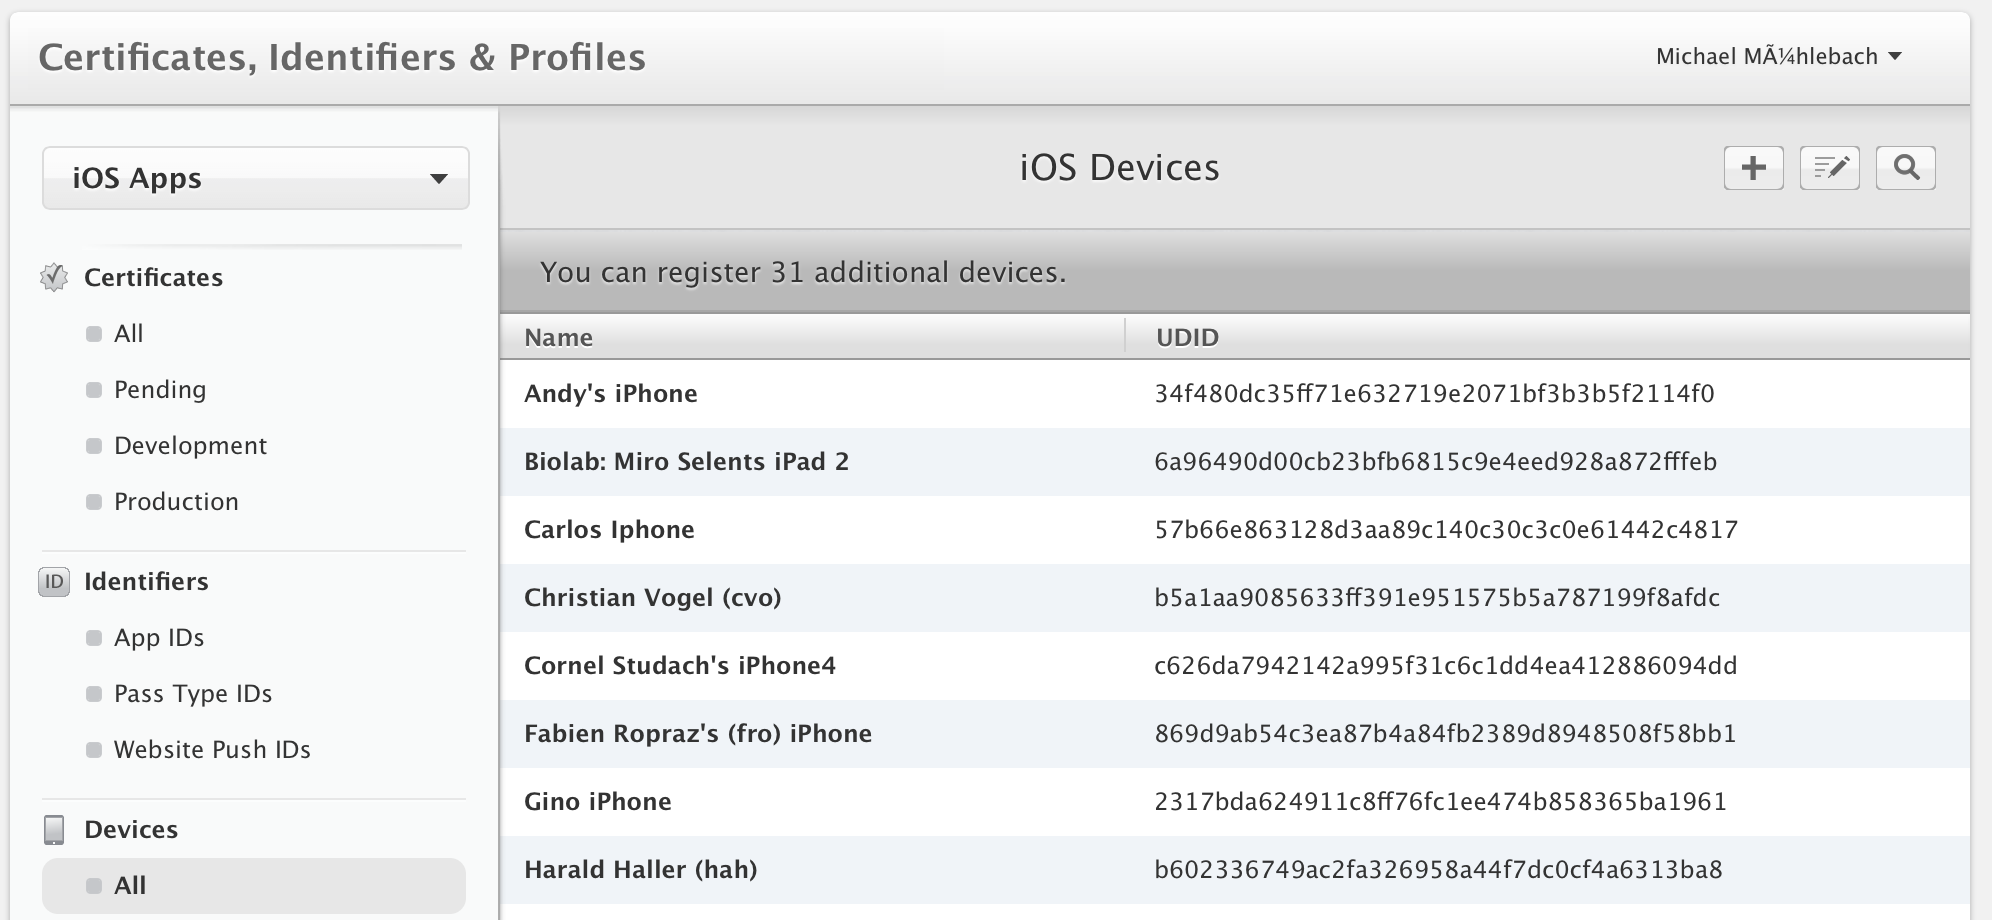 Certificates, Identifiers & Profiles
Michael MÃ¼hlebach
iOS Apps
Certificates
All
Pending
Development
Production
ID Identifiers
App IDs
Pass Type IDs
Website Push IDs
Devices
All
iOS Devices
You can register 31 additional devices.
Name UDID
Andy's iPhone 34f480dc35ff71e632719e2071bf3b3b5f2114f0
Biolab: Miro Selents iPad 2 6a96490d00cb23bfb6815c9e4eed928a872fffeb
Carlos Iphone 57b66e863128d3aa89c140c30c3c0e61442c4817
Christian Vogel (cvo) b5a1aa9085633ff391e951575b5a787199f8afdc
Cornel Studach's iPhone4 c626da7942142a995f31c6c1dd4ea412886094dd
Fabien Ropraz's (fro) iPhone 869d9ab54c3ea87b4a84fb2389d8948508f58bb1
Gino iPhone 2317bda624911c8ff76fc1ee474b858365ba1961
Harald Haller (hah) b602336749ac2fa326958a44f7dc0cf4a6313ba8